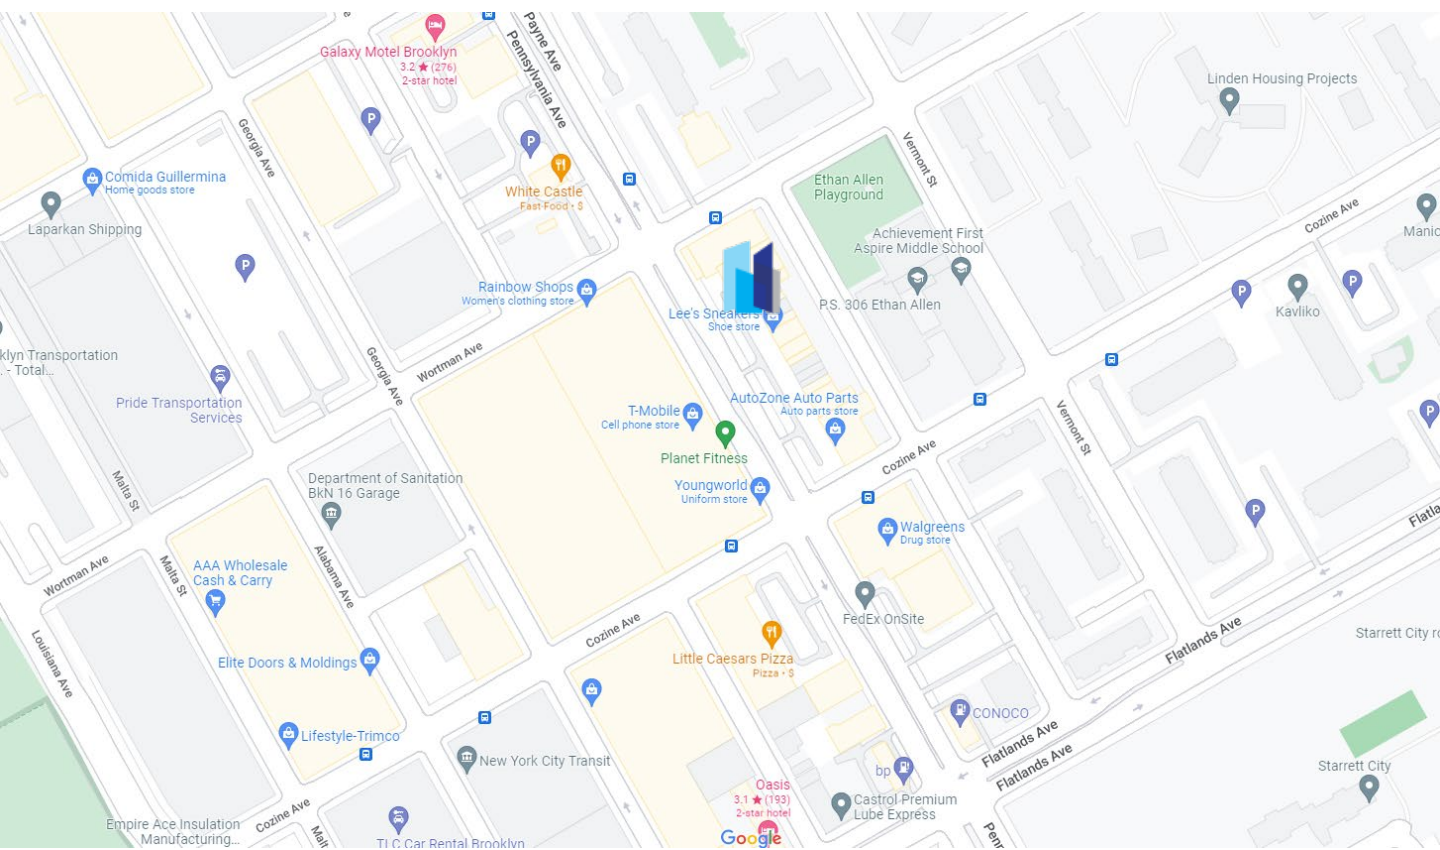 Payne Ave
Pennsylvania Ave
Galaxy Motel Brooklyn
3.2 ★ (276)
2-star hotel
Linden Housing Projects
P
Georgia Ave
P
Vermont St
White Castle
Fast Food • $
Comida Guillermina
Home goods store
Laparkan Shipping
Ethan Allen
Playground
Cozine Ave
Achievement First
Aspire Middle School
Manic
P
Rainbow Shops
Women's clothing store
P.S. 306 Ethan Allen
P
P
Kavliko
Lee's Sneakers
Shoe store
klyn Transportation
. - Total...
Wortman Ave
Georgia Ave
Pride Transportation
Services
T-Mobile
Cell phone store
AutoZone Auto Parts
Auto parts store
Vermont St
P
Planet Fitness
Cozine Ave
Malta St
Department of Sanitation
BkN 16 Garage
Youngworld
Uniform store
P
Flatla
Walgreens
Drug store
AAA Wholesale
Cash & Carry
Wortman Ave
Malta St
Alabama Ave
FedEx OnSite
Cozine Ave
Flatlands Ave
Starrett City ro
Louisiana Ave
Elite Doors & Moldings
Little Caesars Pizza
Pizza • $
CONOCO
Lifestyle-Trimco
Flatlands Ave
Flatlands Ave
New York City Transit
bp
Starrett City
Oasis
3.1 ★ (193)
2-star hotel
Castrol Premium
Lube Express
Empire Ace Insulation
Manufacturing...
Cozine Ave
Malt
TLC Car Rental Brooklyn
Google
Penn